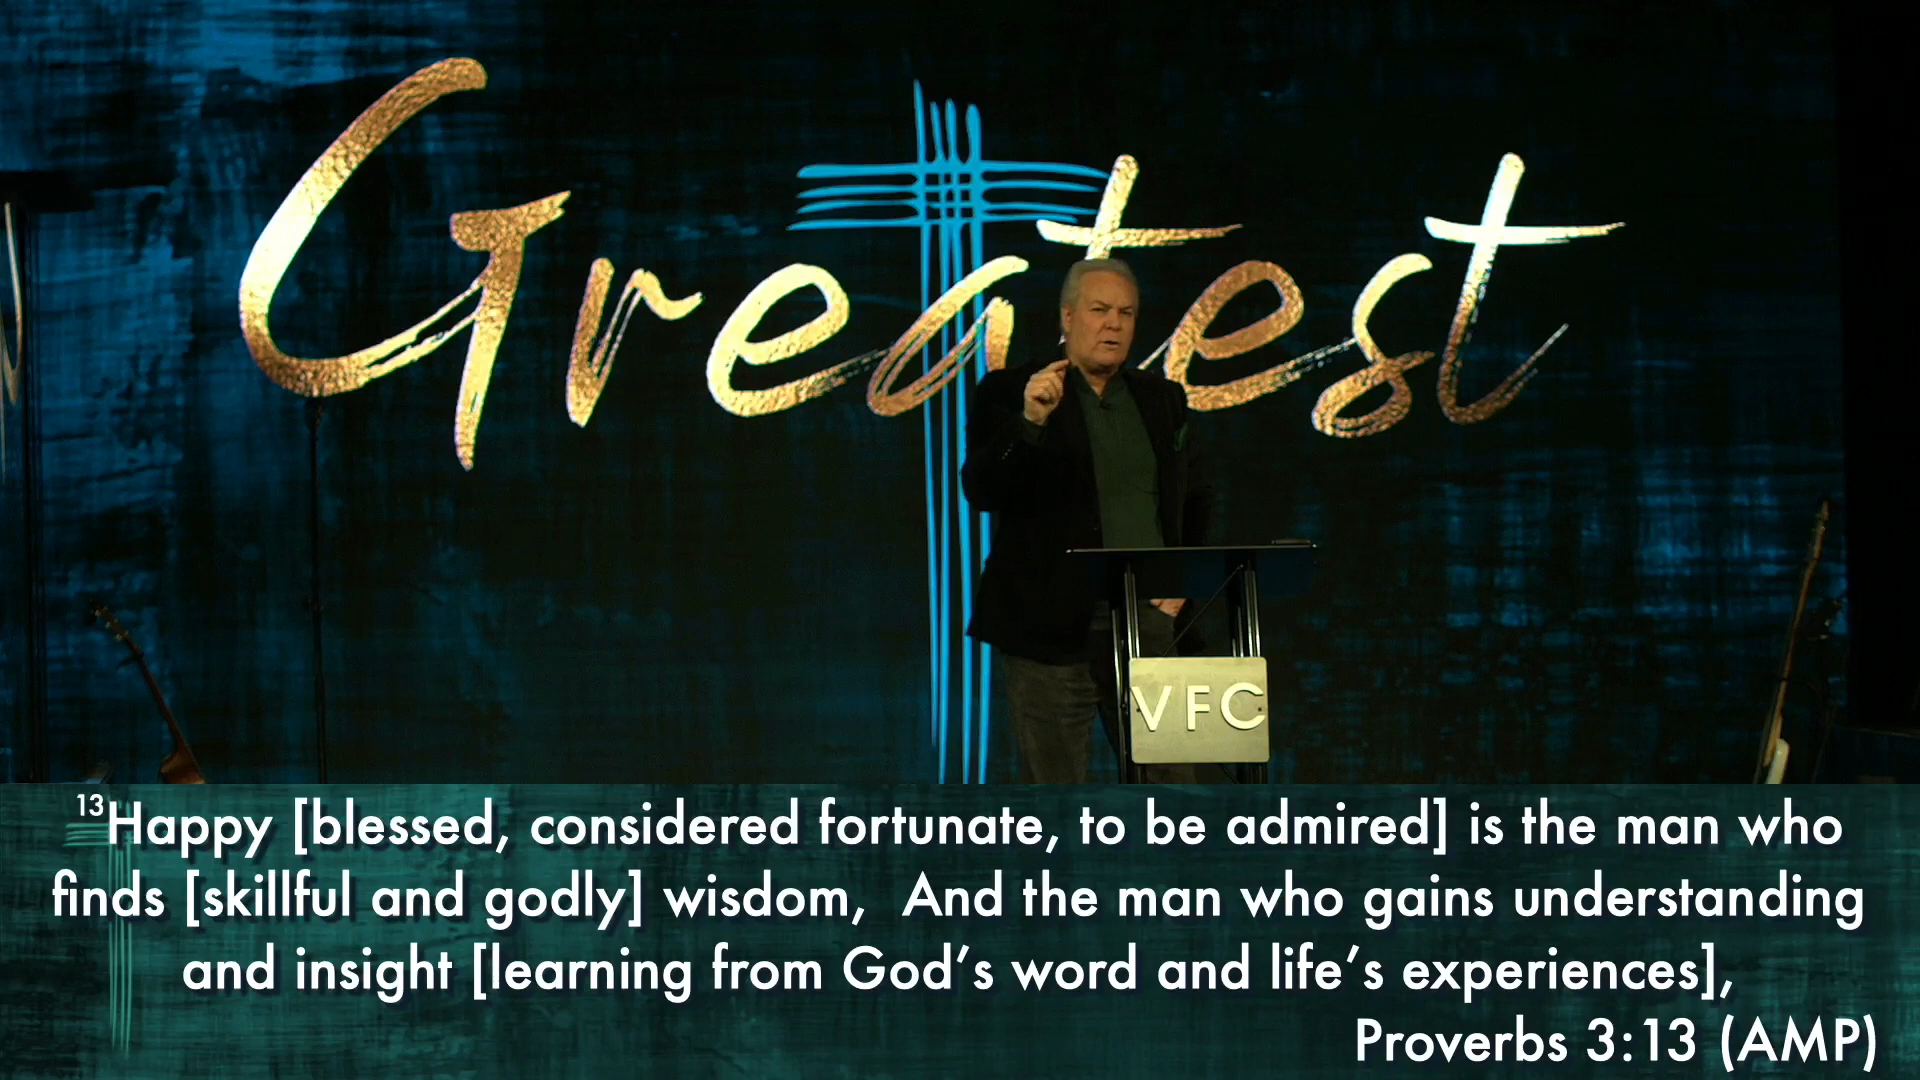 Greatest
VFC
13Happy [blessed, considered fortunate, to be admired] is the man who
finds [skillful and godly] wisdom,  And the man who gains understanding
and insight [learning from God’s word and life’s experiences],
Proverbs 3:13 (AMP)